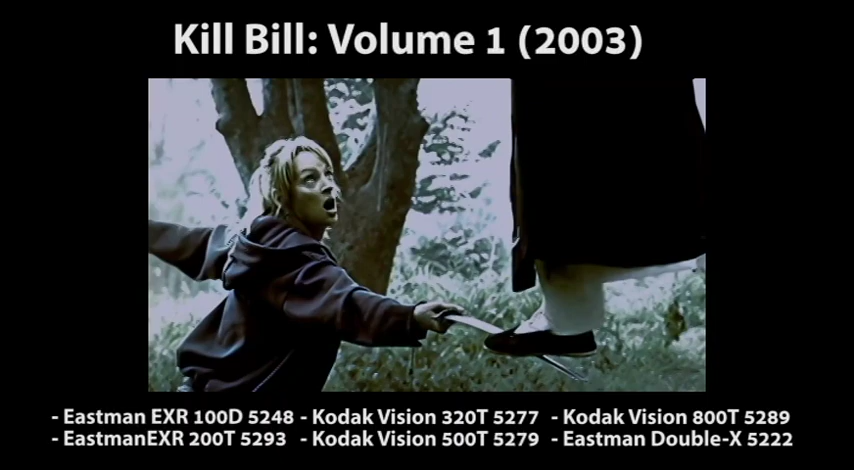 Kill Bill: Volume 1 (2003)
- Eastman EXR 100D 5248 - Kodak Vision 320T 5277 - Kodak Vision 800T 5289
- EastmanEXR 200T 5293 - Kodak Vision 500T 5279 - Eastman Double-X 5222